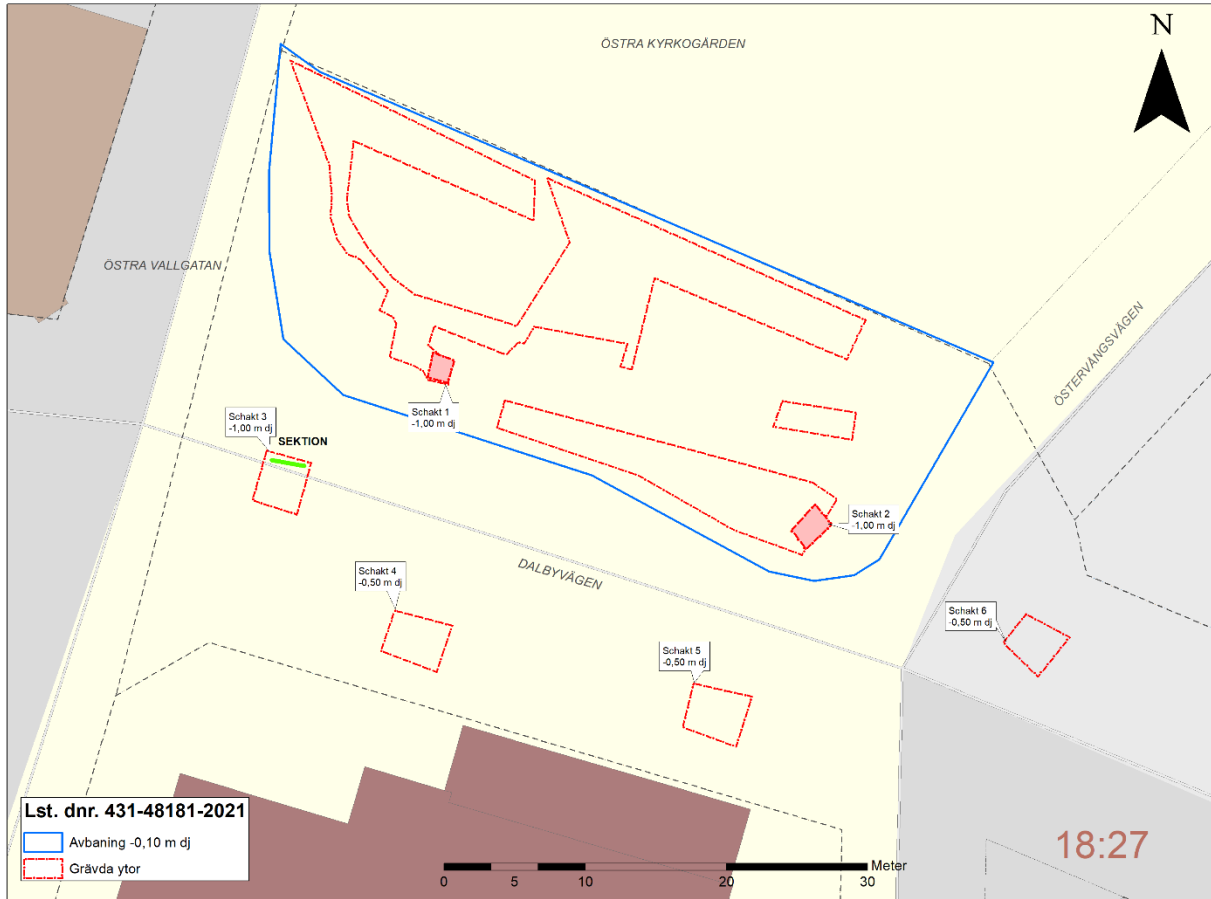 ÖSTRA KYRKOGÅRDEN
N
ÖSTRA VALLGATAN
ÖSTERVÄNGSVÄGEN
Schakt 1
-1,00 m dj
Schakt 3
-1,00 m dj
SEKTION
Schakt 2
-1,00 m dj
DALBYVÄGEN
Schakt 4
-0,50 m dj
Schakt 6
-0,50 m dj
Schakt 5
-0,50 m dj
Lst. dnr. 431-48181-2021
Avbaning -0,10 m dj
Grävda ytor
Meter
0 5 10 20 30
18:27